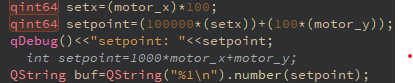 qint64 setx=(motor_x)*100;
qint64 setpoint=(100000*(setx))+(100*(motor_y));
qDebug()<<"setpoint: "<<setpoint;
int setpoint=1000*motor_x+motor_y;
QString buf=QString("%1\n").number(setpoint);